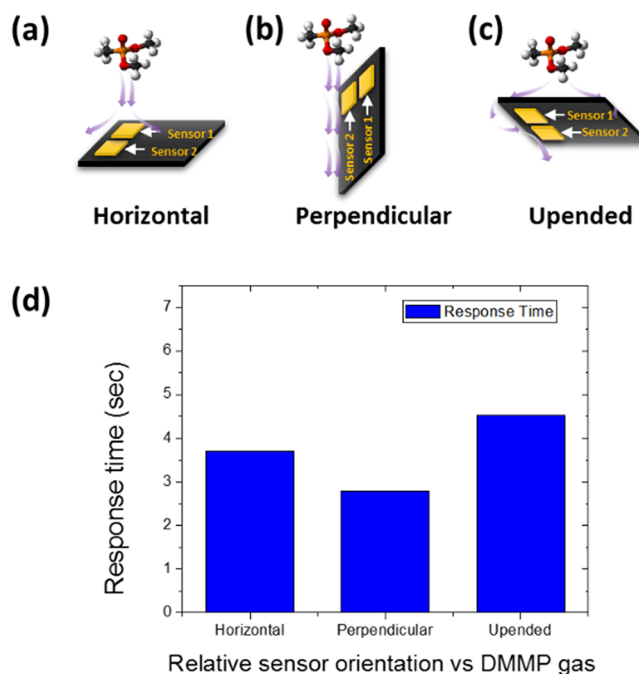 (a)
(b)
(c)
Sensor 1
Sensor 2
Sensor 2
Sensor 1
Sensor 1
Sensor 2
Horizontal
Perpendicular
Upended
(d)
Response Time
7
6
5
4
3
2
1
0
Response time (sec)
Horizontal
Perpendicular
Upended
Relative sensor orientation vs DMMP gas